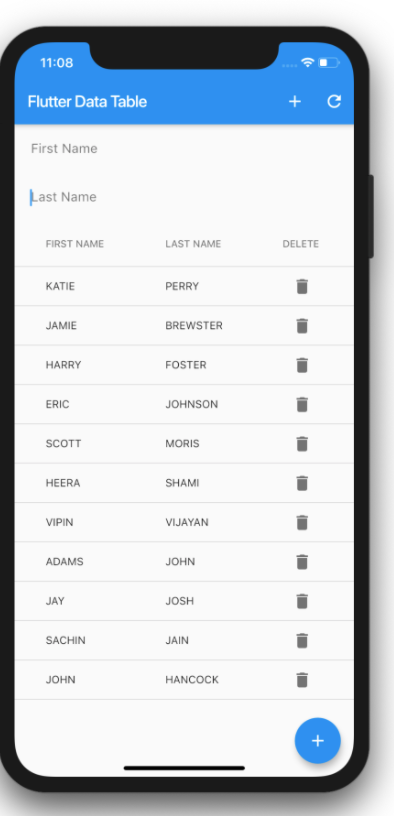 11:08
Flutter Data Table
First Name
Last Name
FIRST NAME LAST NAME DELETE
KATIE PERRY
JAMIE BREWSTER
HARRY FOSTER
ERIC JOHNSON
SCOTT MORIS
HEERA SHAMI
VIPIN VIJAYAN
ADAMS JOHN
JAY JOSH
SACHIN JAIN
JOHN HANCOCK